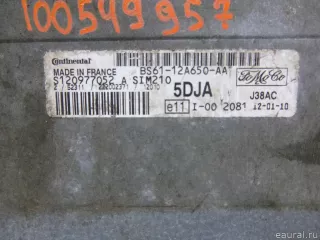 100549957
Continental
MADE IN FRANCE
BS61-12A650-AA
FoMoCo
S120977052 A SIM210
5DJA
J38AC
e11 I-00 2081 12-01-10
euroauto.ru